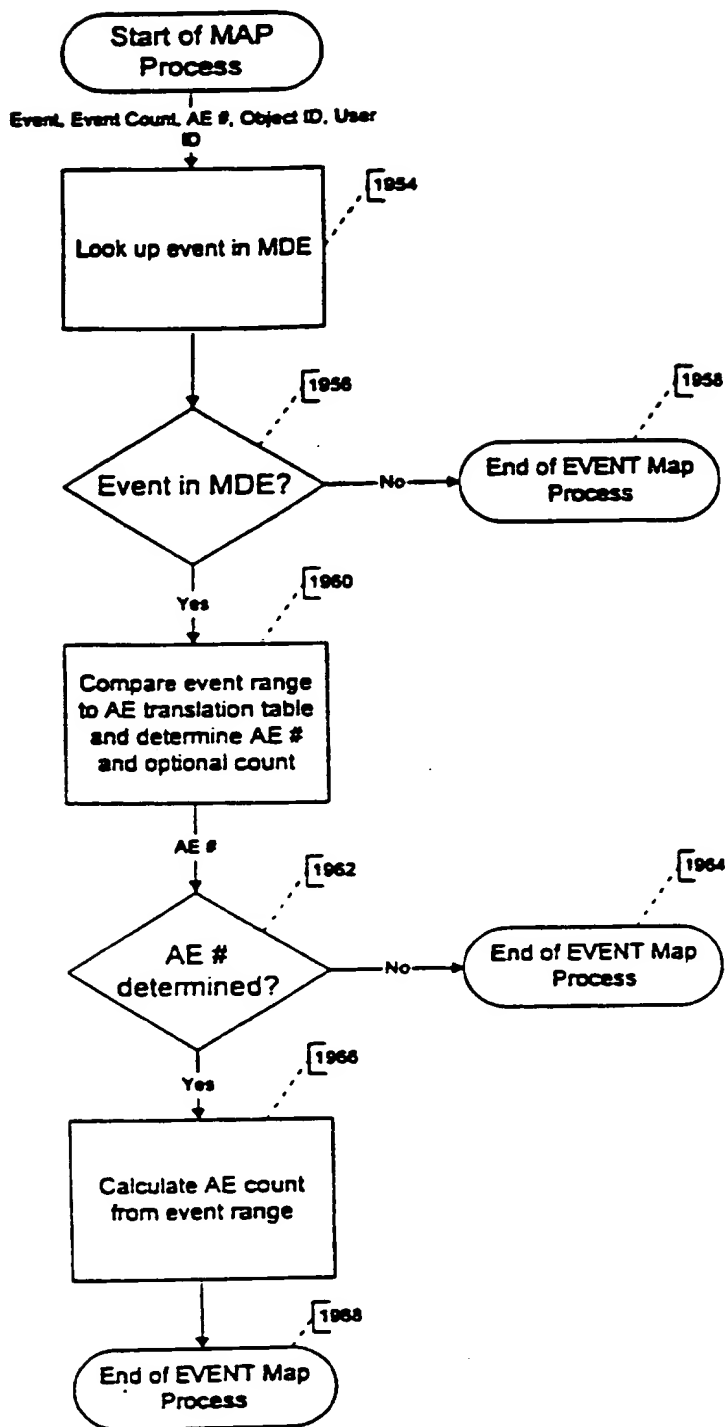 Start of MAP
Process
Event, Event Count, AE #, Object ID, User
ID
1954
Look up event in MDE
1956
1958
Event in MDE?
No
End of EVENT Map
Process
Yes
1960
Compare event range
to AE translation table
and determine AE #
and optional count
AE #
1962
1964
AE #
determined?
No
End of EVENT Map
Process
Yes
1966
Calculate AE count
from event range
1968
End of EVENT Map
Process